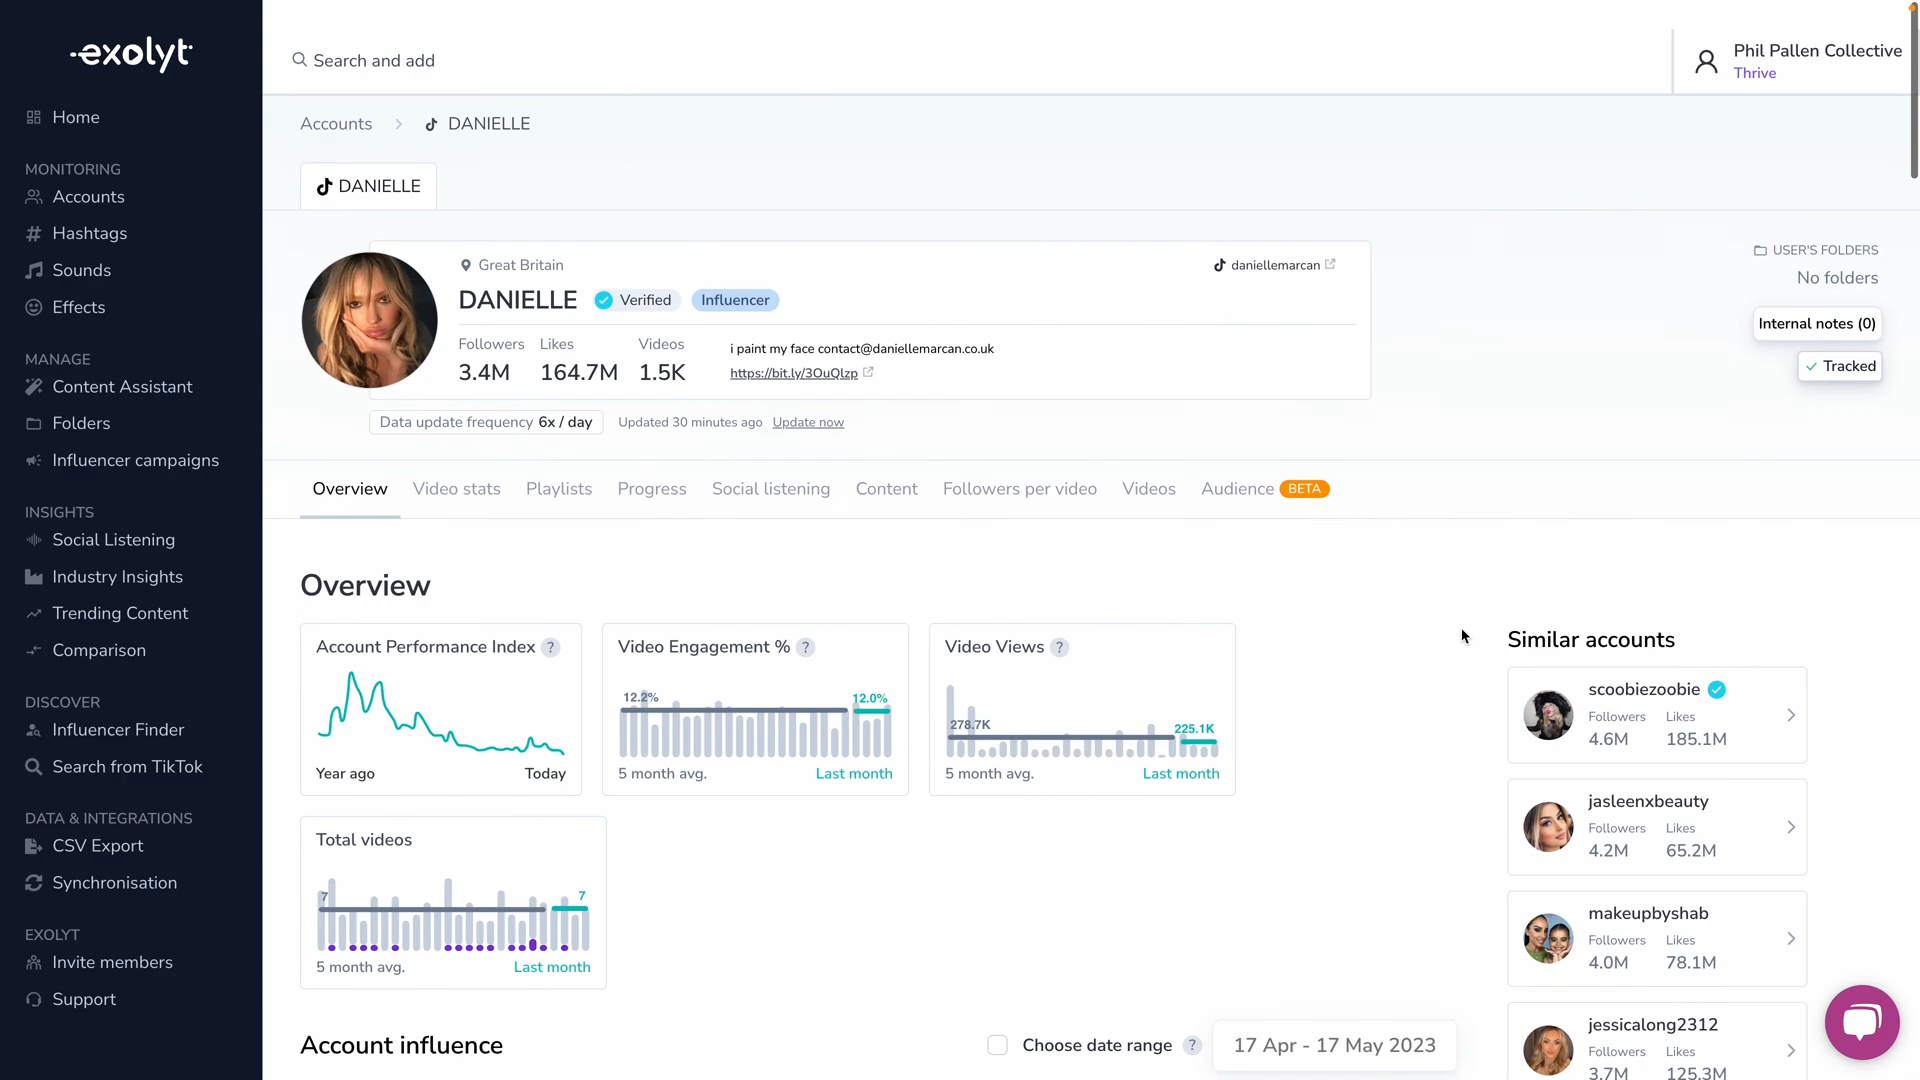 exolyt
Search and add
Phil Pallen Collective
Thrive
Home
MONITORING
Accounts
Hashtags
Sounds
Effects
MANAGE
Content Assistant
Folders
Influencer campaigns
INSIGHTS
Social Listening
Industry Insights
Trending Content
Comparison
DISCOVER
Influencer Finder
Search from TikTok
DATA & INTEGRATIONS
CSV Export
Synchronisation
EXOLYT
Invite members
Support
Accounts > DANIELLE
DANIELLE
Great Britain
daniellemarcan
DANIELLE Verified Influencer
Followers Likes Videos
3.4M 164.7M 1.5K
i paint my face contact@daniellemarcan.co.uk
https://bit.ly/3OuQlzp
Data update frequency 6x / day Updated 30 minutes ago Update now
USER'S FOLDERS
No folders
Internal notes (0)
Tracked
Overview Video stats Playlists Progress Social listening Content Followers per video Videos Audience BETA
Overview
Account Performance Index ?
Year ago Today
Video Engagement % ?
12.2% 12.0%
5 month avg. Last month
Video Views ?
278.7K 225.1K
5 month avg. Last month
Total videos
7 7
5 month avg. Last month
Similar accounts
scoobiezoobie
Followers Likes
4.6M 185.1M
jasleenxbeauty
Followers Likes
4.2M 65.2M
makeupbyshab
Followers Likes
4.0M 78.1M
jessicalong2312
Followers Likes
3.7M 125.3M
Account influence
Choose date range ? 17 Apr - 17 May 2023